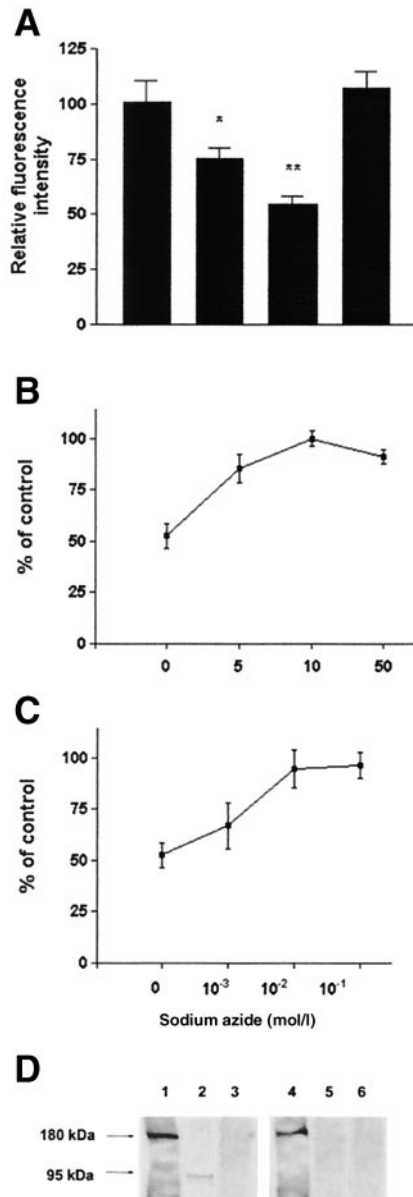 A
Relative fluorescence
intensity
125
100
75
50
25
0
*
**
B
% of control
100
75
50
25
0
0 5 10 50
C
% of control
100
75
50
25
0
0 10⁻³ 10⁻² 10⁻¹
Sodium azide (mol/l)
D
1 2 3 4 5 6
180 kDa
95 kDa